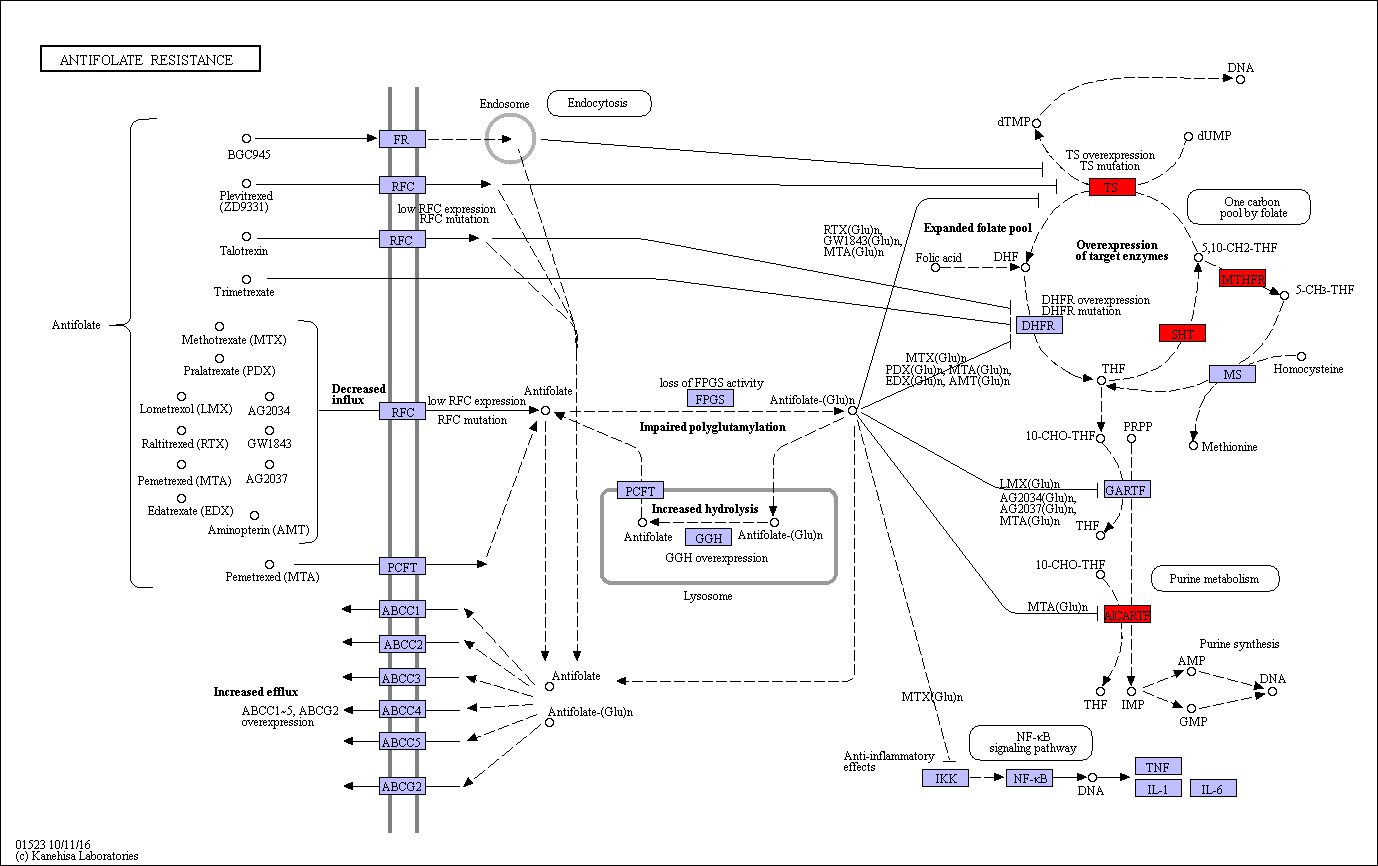 ANTIFOLATE RESISTANCE
DNA
Endosome
Endocytosis
dTMP
dUMP
BGC945
FR
TS overexpression
TS mutation
TS
Plevitrexed
(ZD9331)
RFC
low RFC expression
RFC mutation
One carbon
pool by folate
RTX(Glu)n,
GW1843(Glu)n,
MTA(Glu)n
Expanded folate pool
Overexpression
of target enzymes
Talotrexin
RFC
Folic acid
DHF
5,10-CH2-THF
MTHFR
5-CH3-THF
Trimetrexate
DHFR overexpression
DHFR mutation
DHFR
SHT
Antifolate
Methotrexate (MTX)
Pralatrexate (PDX)
Lometrexol (LMX)
AG2034
Raltitrexed (RTX)
GW1843
Pemetrexed (MTA)
AG2037
Edatrexate (EDX)
Aminopterin (AMT)
Decreased
influx
RFC
low RFC expression
RFC mutation
Antifolate
loss of FPGS activity
FPGS
Impaired polyglutamylation
Antifolate-(Glu)n
MTX(Glu)n
PDX(Glu)n, MTA(Glu)n,
EDX(Glu)n, AMT(Glu)n
THF
MS
Homocysteine
Methionine
10-CHO-THF
PRPP
PCFT
Increased hydrolysis
Antifolate
GGH
Antifolate-(Glu)n
GGH overexpression
Lysosome
LMX(Glu)n
AG2034(Glu)n,
AG2037(Glu)n,
MTA(Glu)n
GARTF
THF
Pemetrexed (MTA)
PCFT
10-CHO-THF
Purine metabolism
MTA(Glu)n
AICARTF
ABCC1
ABCC2
ABCC3
ABCC4
ABCC5
ABCG2
Increased efflux
ABCC1~5, ABCG2
overexpression
Antifolate
Antifolate-(Glu)n
Purine synthesis
AMP
DNA
THF
IMP
GMP
MTX(Glu)n
NF-κB
signaling pathway
Anti-inflammatory
effects
IKK
NF-κB
DNA
TNF
IL-1
IL-6
01523 10/11/16
(c) Kanehisa Laboratories